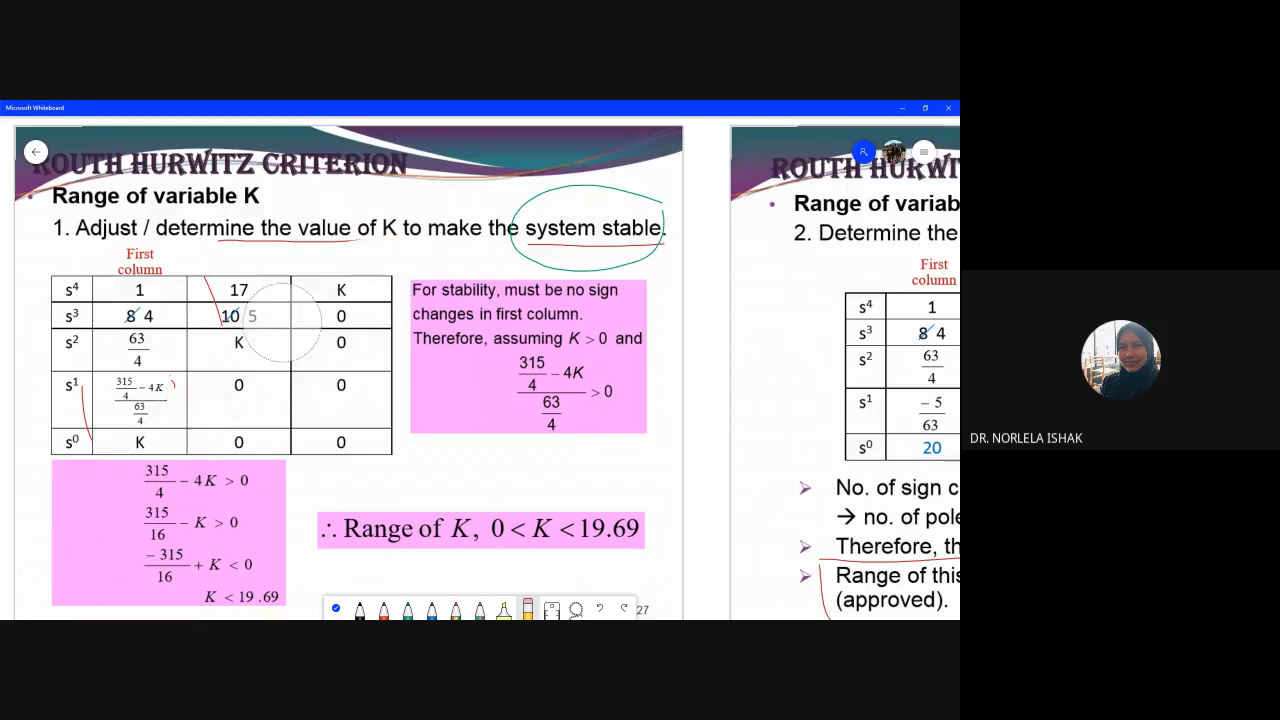 Microsoft Whiteboard
ROUTH HURWITZ CRITERION
• Range of variable K
1. Adjust / determine the value of K to make the system stable.
First
column
s⁴ 1 17 K
s³ 8 4 10 5 0
s² 63/4 K 0
s¹ (315/4 − 4K)/(63/4) 0 0
s⁰ K 0 0
For stability, must be no sign
changes in first column.
Therefore, assuming K > 0 and
(315/4 − 4K)/(63/4) > 0
315/4 − 4K > 0
315/16 − K > 0
−315/16 + K < 0
K < 19.69
∴ Range of K, 0 < K < 19.69
27
ROUTH HURWI
• Range of variab
2. Determine the
First
column
s⁴ 1
s³ 8 4
s² 63/4
s¹ −5/63
s⁰ 20
➢ No. of sign c
→ no. of pole
➢ Therefore, th
➢ Range of this
(approved).
DR. NORLELA ISHAK